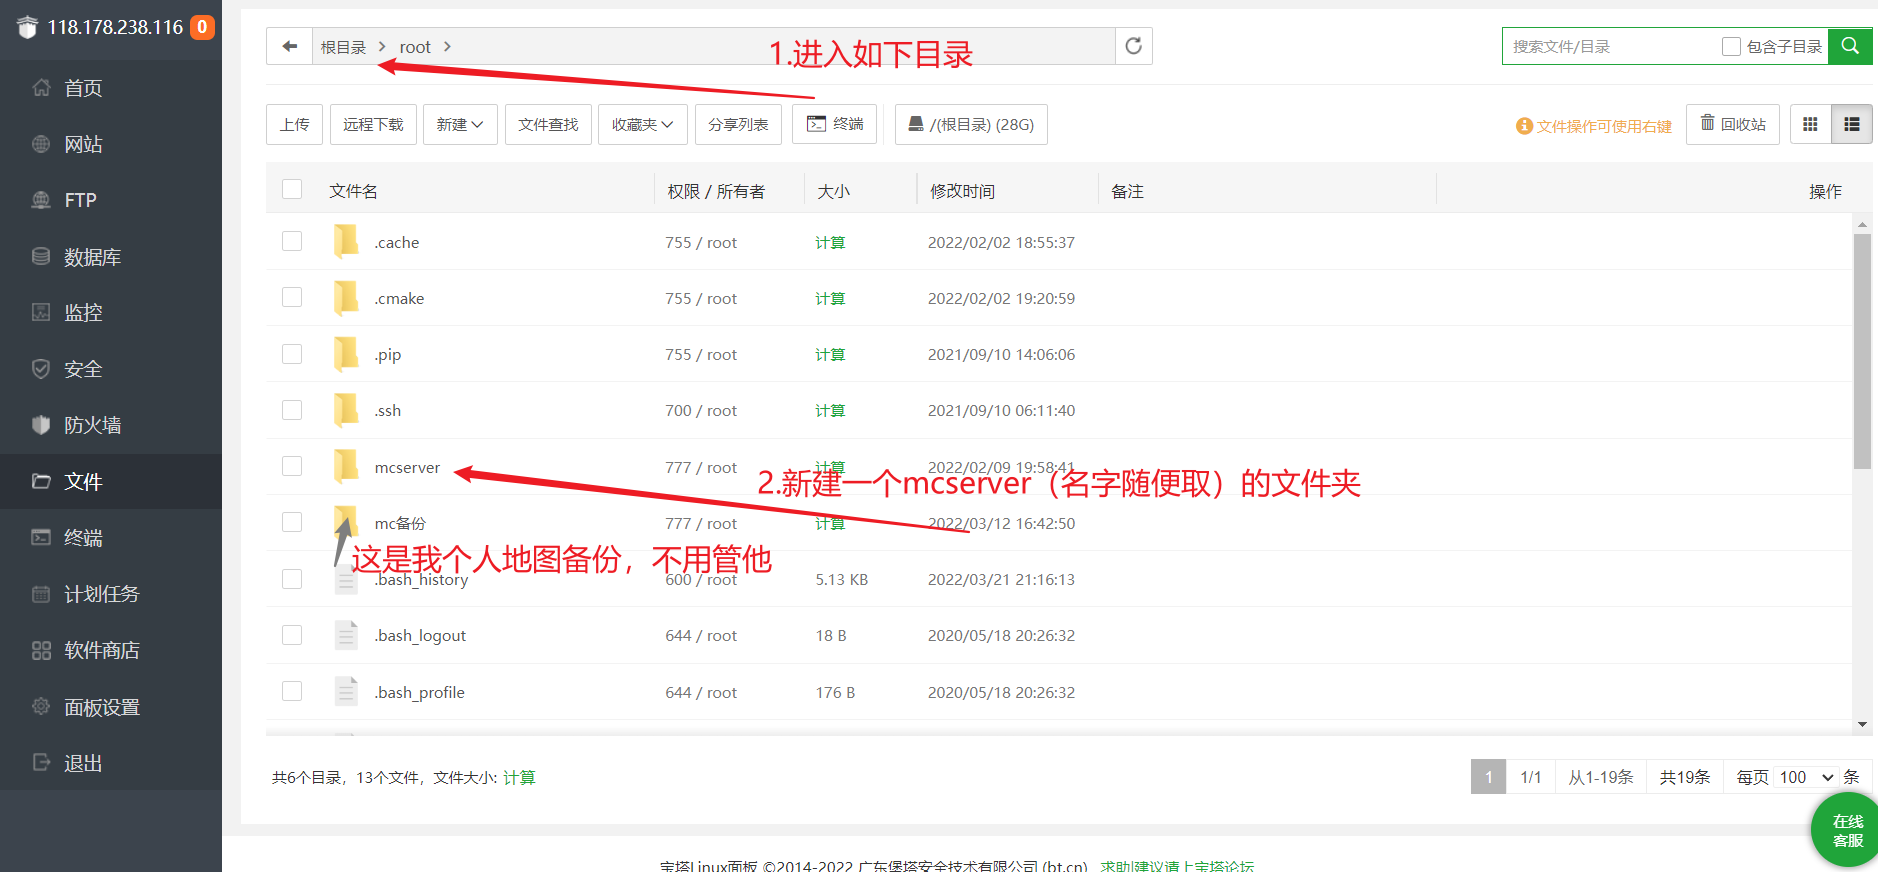 118.178.238.116 0
首页
网站
FTP
数据库
监控
安全
防火墙
文件
终端
计划任务
软件商店
面板设置
退出
根目录 > root >
1.进入如下目录
搜索文件/目录 包含子目录
上传 远程下载 新建 文件查找 收藏夹 分享列表 终端 /(根目录) (28G)
文件操作可使用右键 回收站
文件名 权限 / 所有者 大小 修改时间 备注 操作
.cache 755 / root 计算 2022/02/02 18:55:37
.cmake 755 / root 计算 2022/02/02 19:20:59
.pip 755 / root 计算 2021/09/10 14:06:06
.ssh 700 / root 计算 2021/09/10 06:11:40
mcserver 777 / root 计算 2022/02/09 19:58:41
2.新建一个mcserver（名字随便取）的文件夹
mc备份 777 / root 计算 2022/03/12 16:42:50
这是我个人地图备份，不用管他
.bash_history 600 / root 5.13 KB 2022/03/21 21:16:13
.bash_logout 644 / root 18 B 2020/05/18 20:26:32
.bash_profile 644 / root 176 B 2020/05/18 20:26:32
共6个目录，13个文件，文件大小: 计算
1 1/1 从1-19条 共19条 每页 100 条
在线
客服
宝塔Linux面板 ©2014-2022 广东堡塔安全技术有限公司 (bt.cn) 求助|建议请上宝塔论坛